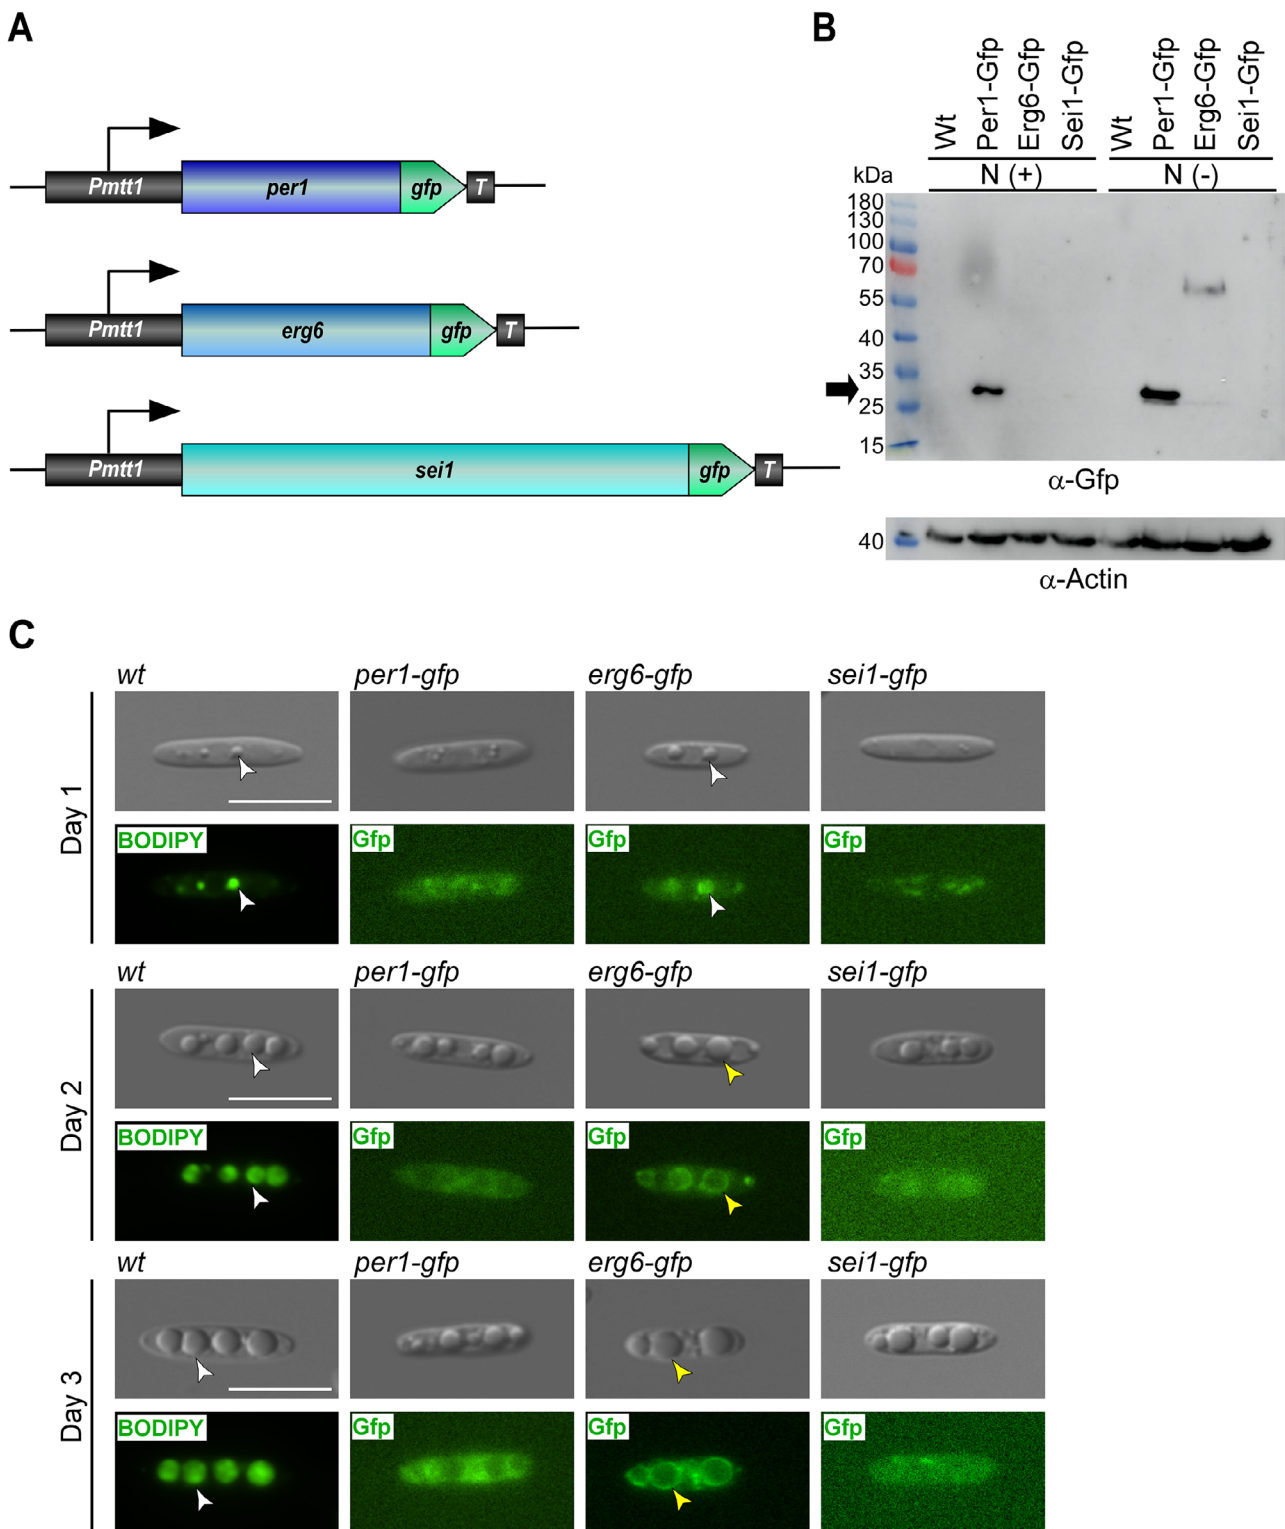 A
Pmtt1 per1 gfp T
Pmtt1 erg6 gfp T
Pmtt1 sei1 gfp T
B
Wt Per1-Gfp Erg6-Gfp Sei1-Gfp Wt Per1-Gfp Erg6-Gfp Sei1-Gfp
kDa N (+) N (-)
180
130
100
70
55
40
35
25
15
α-Gfp
40
α-Actin
C
Day 1
wt per1-gfp erg6-gfp sei1-gfp
BODIPY Gfp Gfp Gfp
Day 2
wt per1-gfp erg6-gfp sei1-gfp
BODIPY Gfp Gfp Gfp
Day 3
wt per1-gfp erg6-gfp sei1-gfp
BODIPY Gfp Gfp Gfp